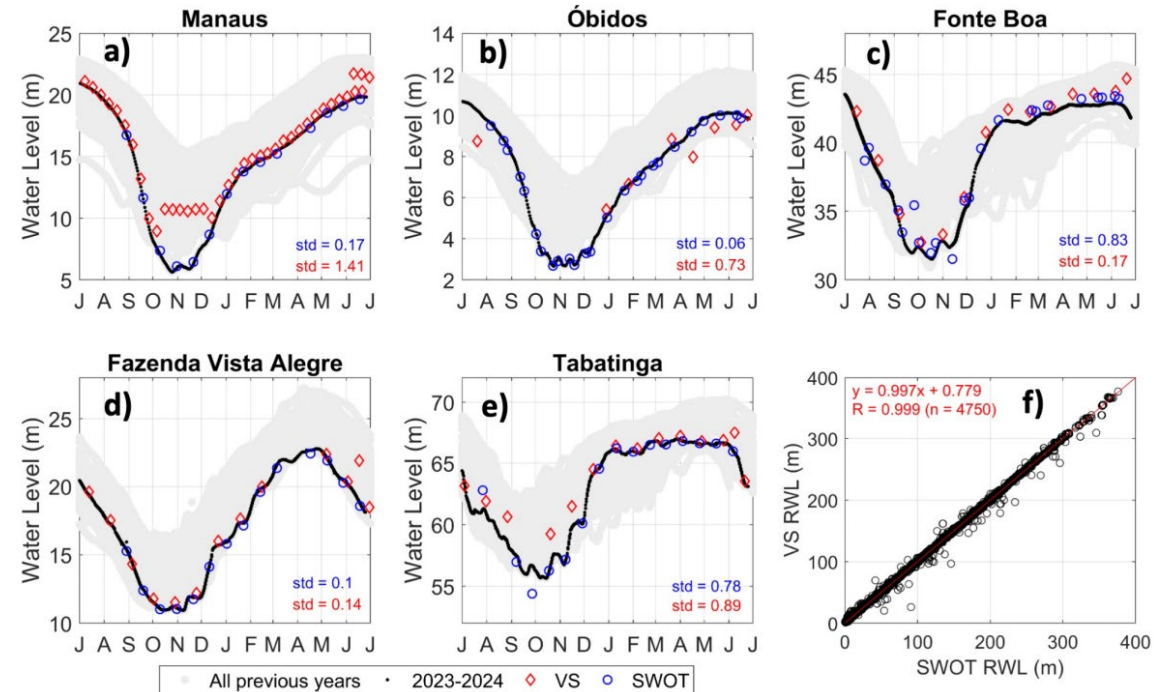 Manaus
a)
Water Level (m)
25
20
15
10
5
std = 0.17
std = 1.41
J A S O N D J F M A M J J
Óbidos
b)
Water Level (m)
14
12
10
8
6
4
2
std = 0.06
std = 0.73
J A S O N D J F M A M J J
Fonte Boa
c)
Water Level (m)
45
40
35
30
std = 0.83
std = 0.17
J A S O N D J F M A M J J
Fazenda Vista Alegre
d)
Water Level (m)
25
20
15
10
std = 0.1
std = 0.14
J A S O N D J F M A M J J
Tabatinga
e)
Water Level (m)
70
65
60
55
std = 0.78
std = 0.89
J A S O N D J F M A M J J
y = 0.997x + 0.779
R = 0.999 (n = 4750)
f)
VS RWL (m)
400
300
200
100
0
0 100 200 300 400
SWOT RWL (m)
All previous years 2023-2024 VS SWOT